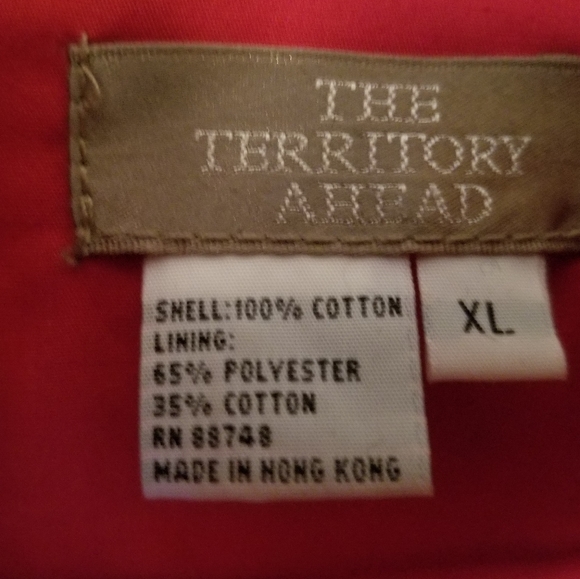 THE
TERRITORY
AHEAD
SHELL:100% COTTON
LINING:
65% POLYESTER
35% COTTON
RN 88748
MADE IN HONG KONG
XL